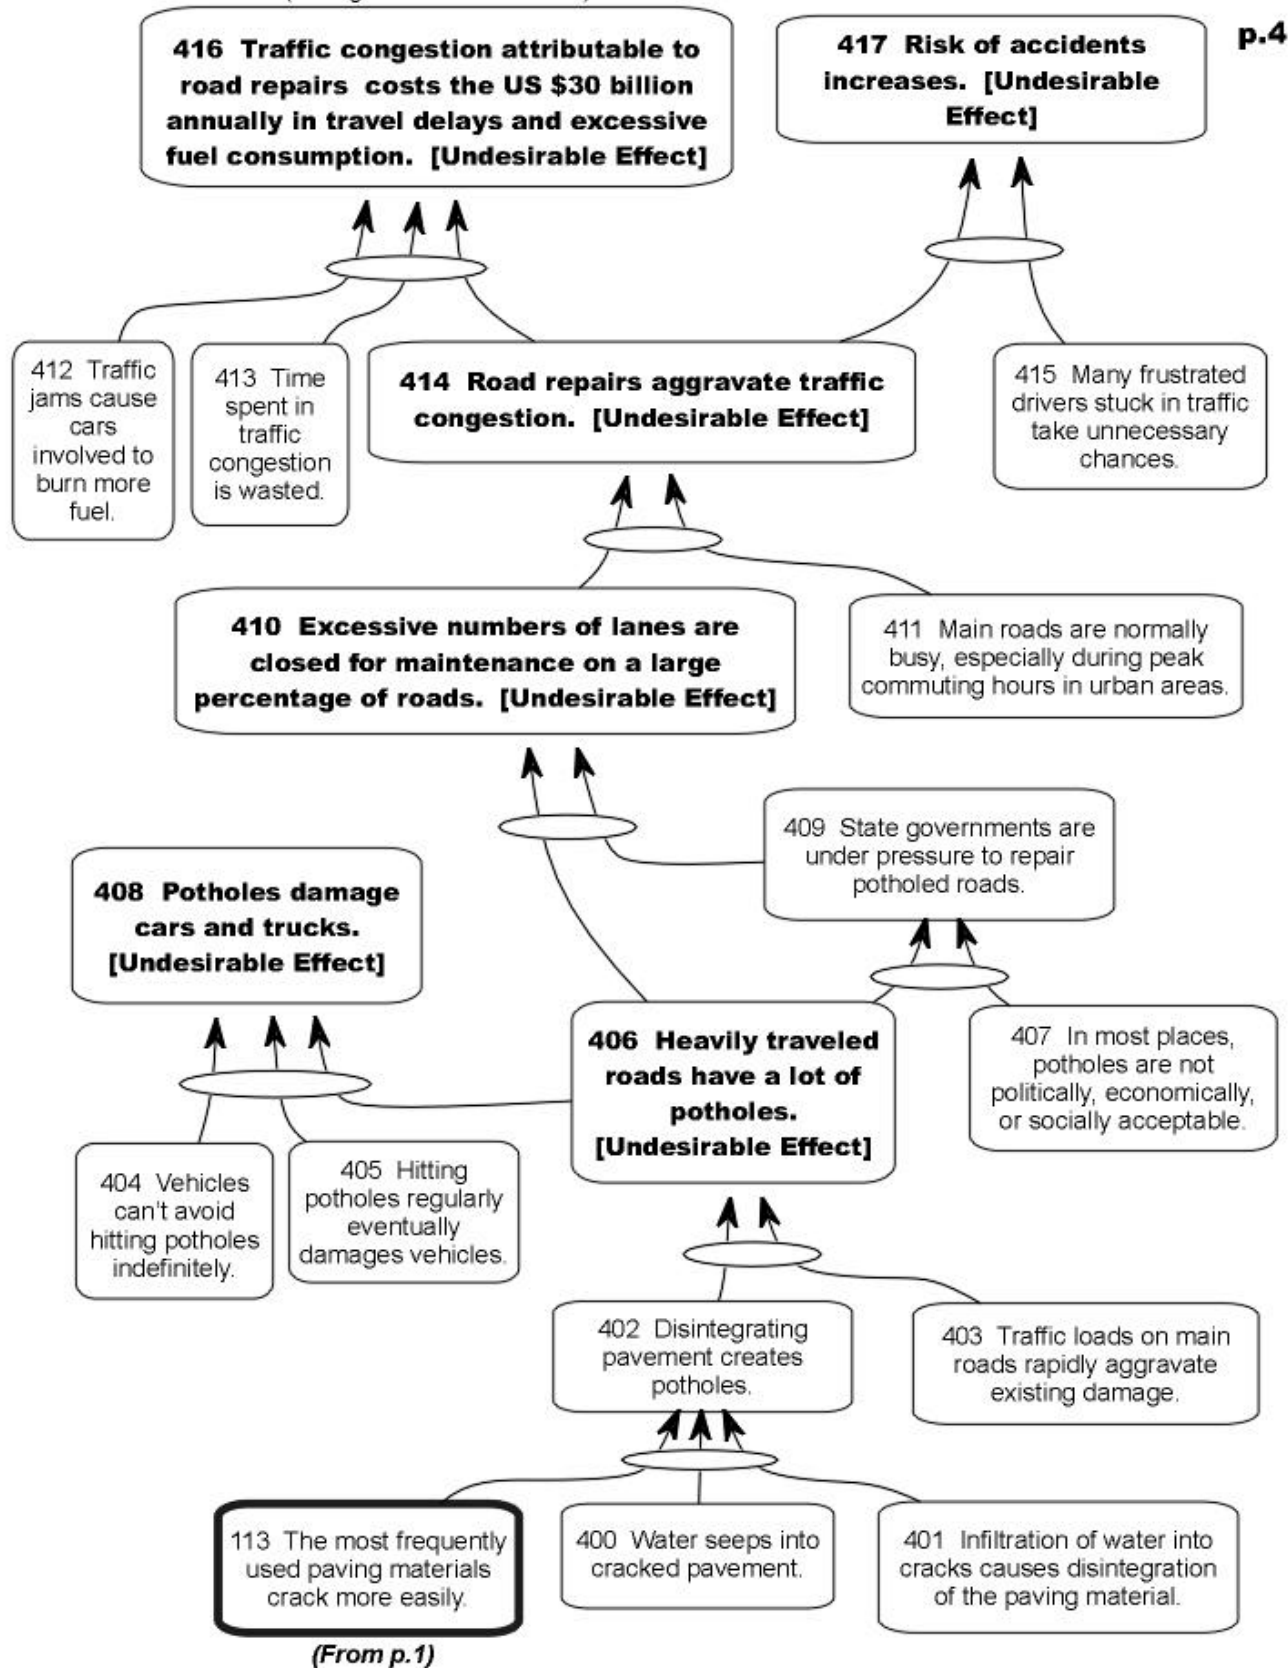 p.4
416 Traffic congestion attributable to
road repairs costs the US $30 billion
annually in travel delays and excessive
fuel consumption. [Undesirable Effect]
417 Risk of accidents
increases. [Undesirable
Effect]
412 Traffic
jams cause
cars
involved to
burn more
fuel.
413 Time
spent in
traffic
congestion
is wasted.
414 Road repairs aggravate traffic
congestion. [Undesirable Effect]
415 Many frustrated
drivers stuck in traffic
take unnecessary
chances.
410 Excessive numbers of lanes are
closed for maintenance on a large
percentage of roads. [Undesirable Effect]
411 Main roads are normally
busy, especially during peak
commuting hours in urban areas.
409 State governments are
under pressure to repair
potholed roads.
408 Potholes damage
cars and trucks.
[Undesirable Effect]
406 Heavily traveled
roads have a lot of
potholes.
[Undesirable Effect]
407 In most places,
potholes are not
politically, economically,
or socially acceptable.
404 Vehicles
can't avoid
hitting potholes
indefinitely.
405 Hitting
potholes regularly
eventually
damages vehicles.
402 Disintegrating
pavement creates
potholes.
403 Traffic loads on main
roads rapidly aggravate
existing damage.
113 The most frequently
used paving materials
crack more easily.
400 Water seeps into
cracked pavement.
401 Infiltration of water into
cracks causes disintegration
of the paving material.
(From p.1)